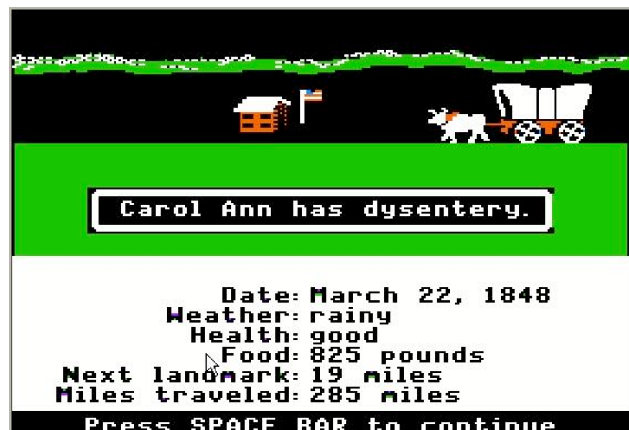 Carol Ann has dysentery.
Date: March 22, 1848
Weather: rainy
Health: good
Food: 825 pounds
Next landmark: 19 miles
Miles traveled: 285 miles
Press SPACE BAR to continue